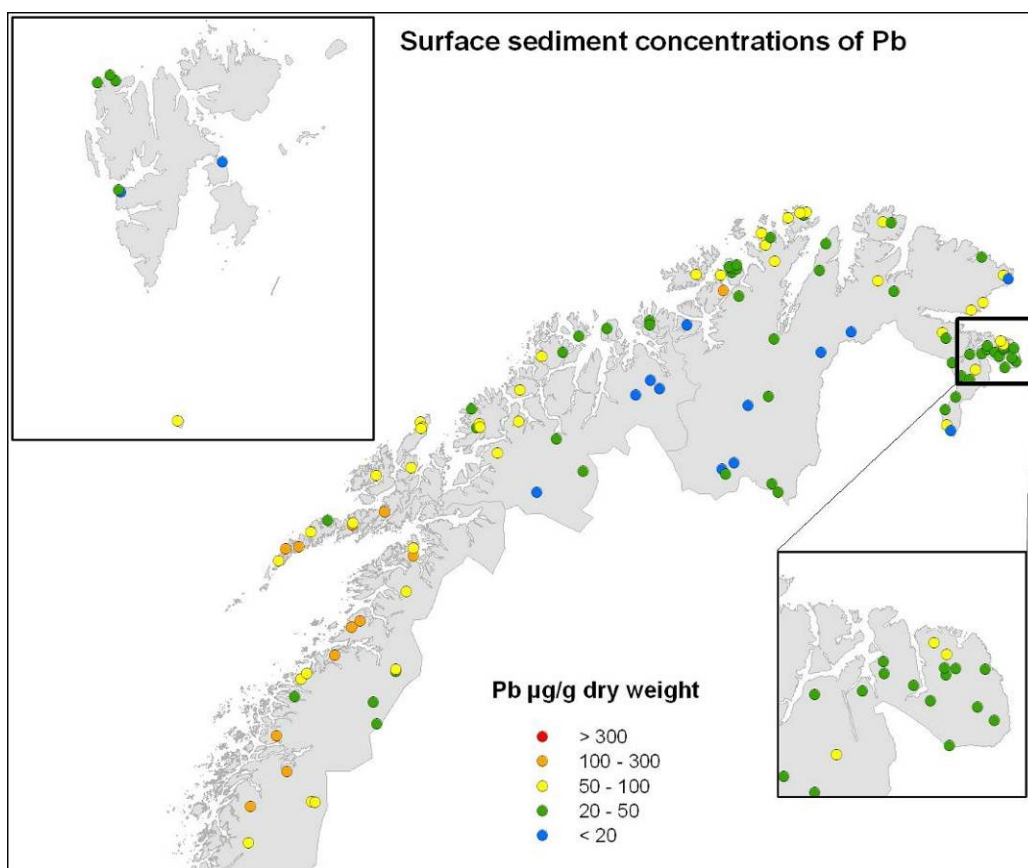 Surface sediment concentrations of Pb
Pb µg/g dry weight
> 300
100 - 300
50 - 100
20 - 50
< 20